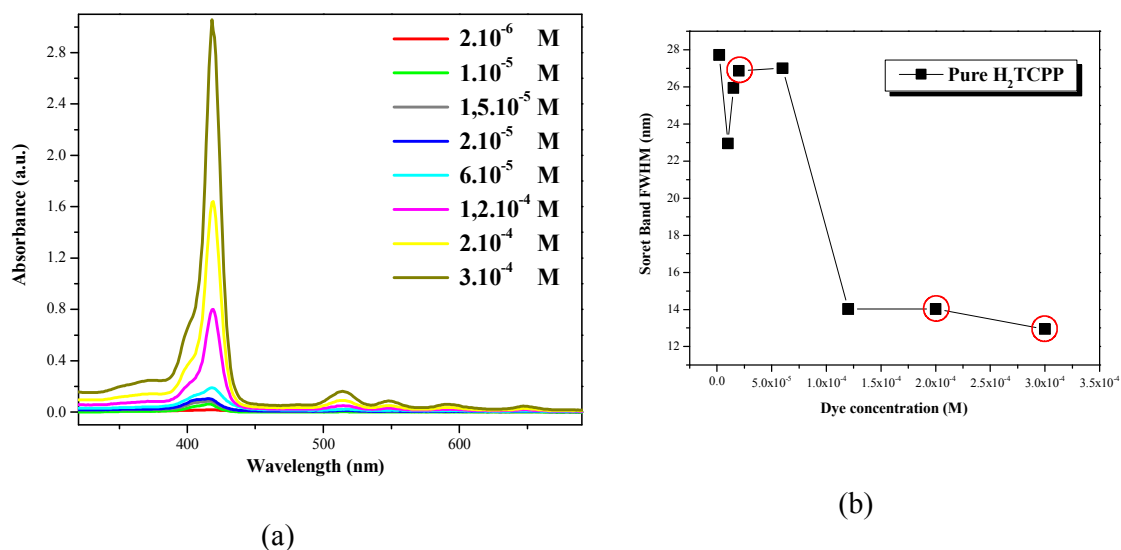 3.0
2.6
2.1
1.6
1.2
0.8
0.4
0.0
400
500
600
Absorbance (a.u.)
Wavelength (nm)
2.10⁻⁶ M
1.10⁻⁵ M
1,5.10⁻⁵ M
2.10⁻⁵ M
6.10⁻⁵ M
1,2.10⁻⁴ M
2.10⁻⁴ M
3.10⁻⁴ M
(a)
28
26
24
22
20
18
16
14
12
Soret Band FWHM (nm)
Pure H₂TCPP
0.0
5.0x10⁻⁵
1.0x10⁻⁴
1.5x10⁻⁴
2.0x10⁻⁴
2.5x10⁻⁴
3.0x10⁻⁴
3.5x10⁻⁴
Dye concentration (M)
(b)